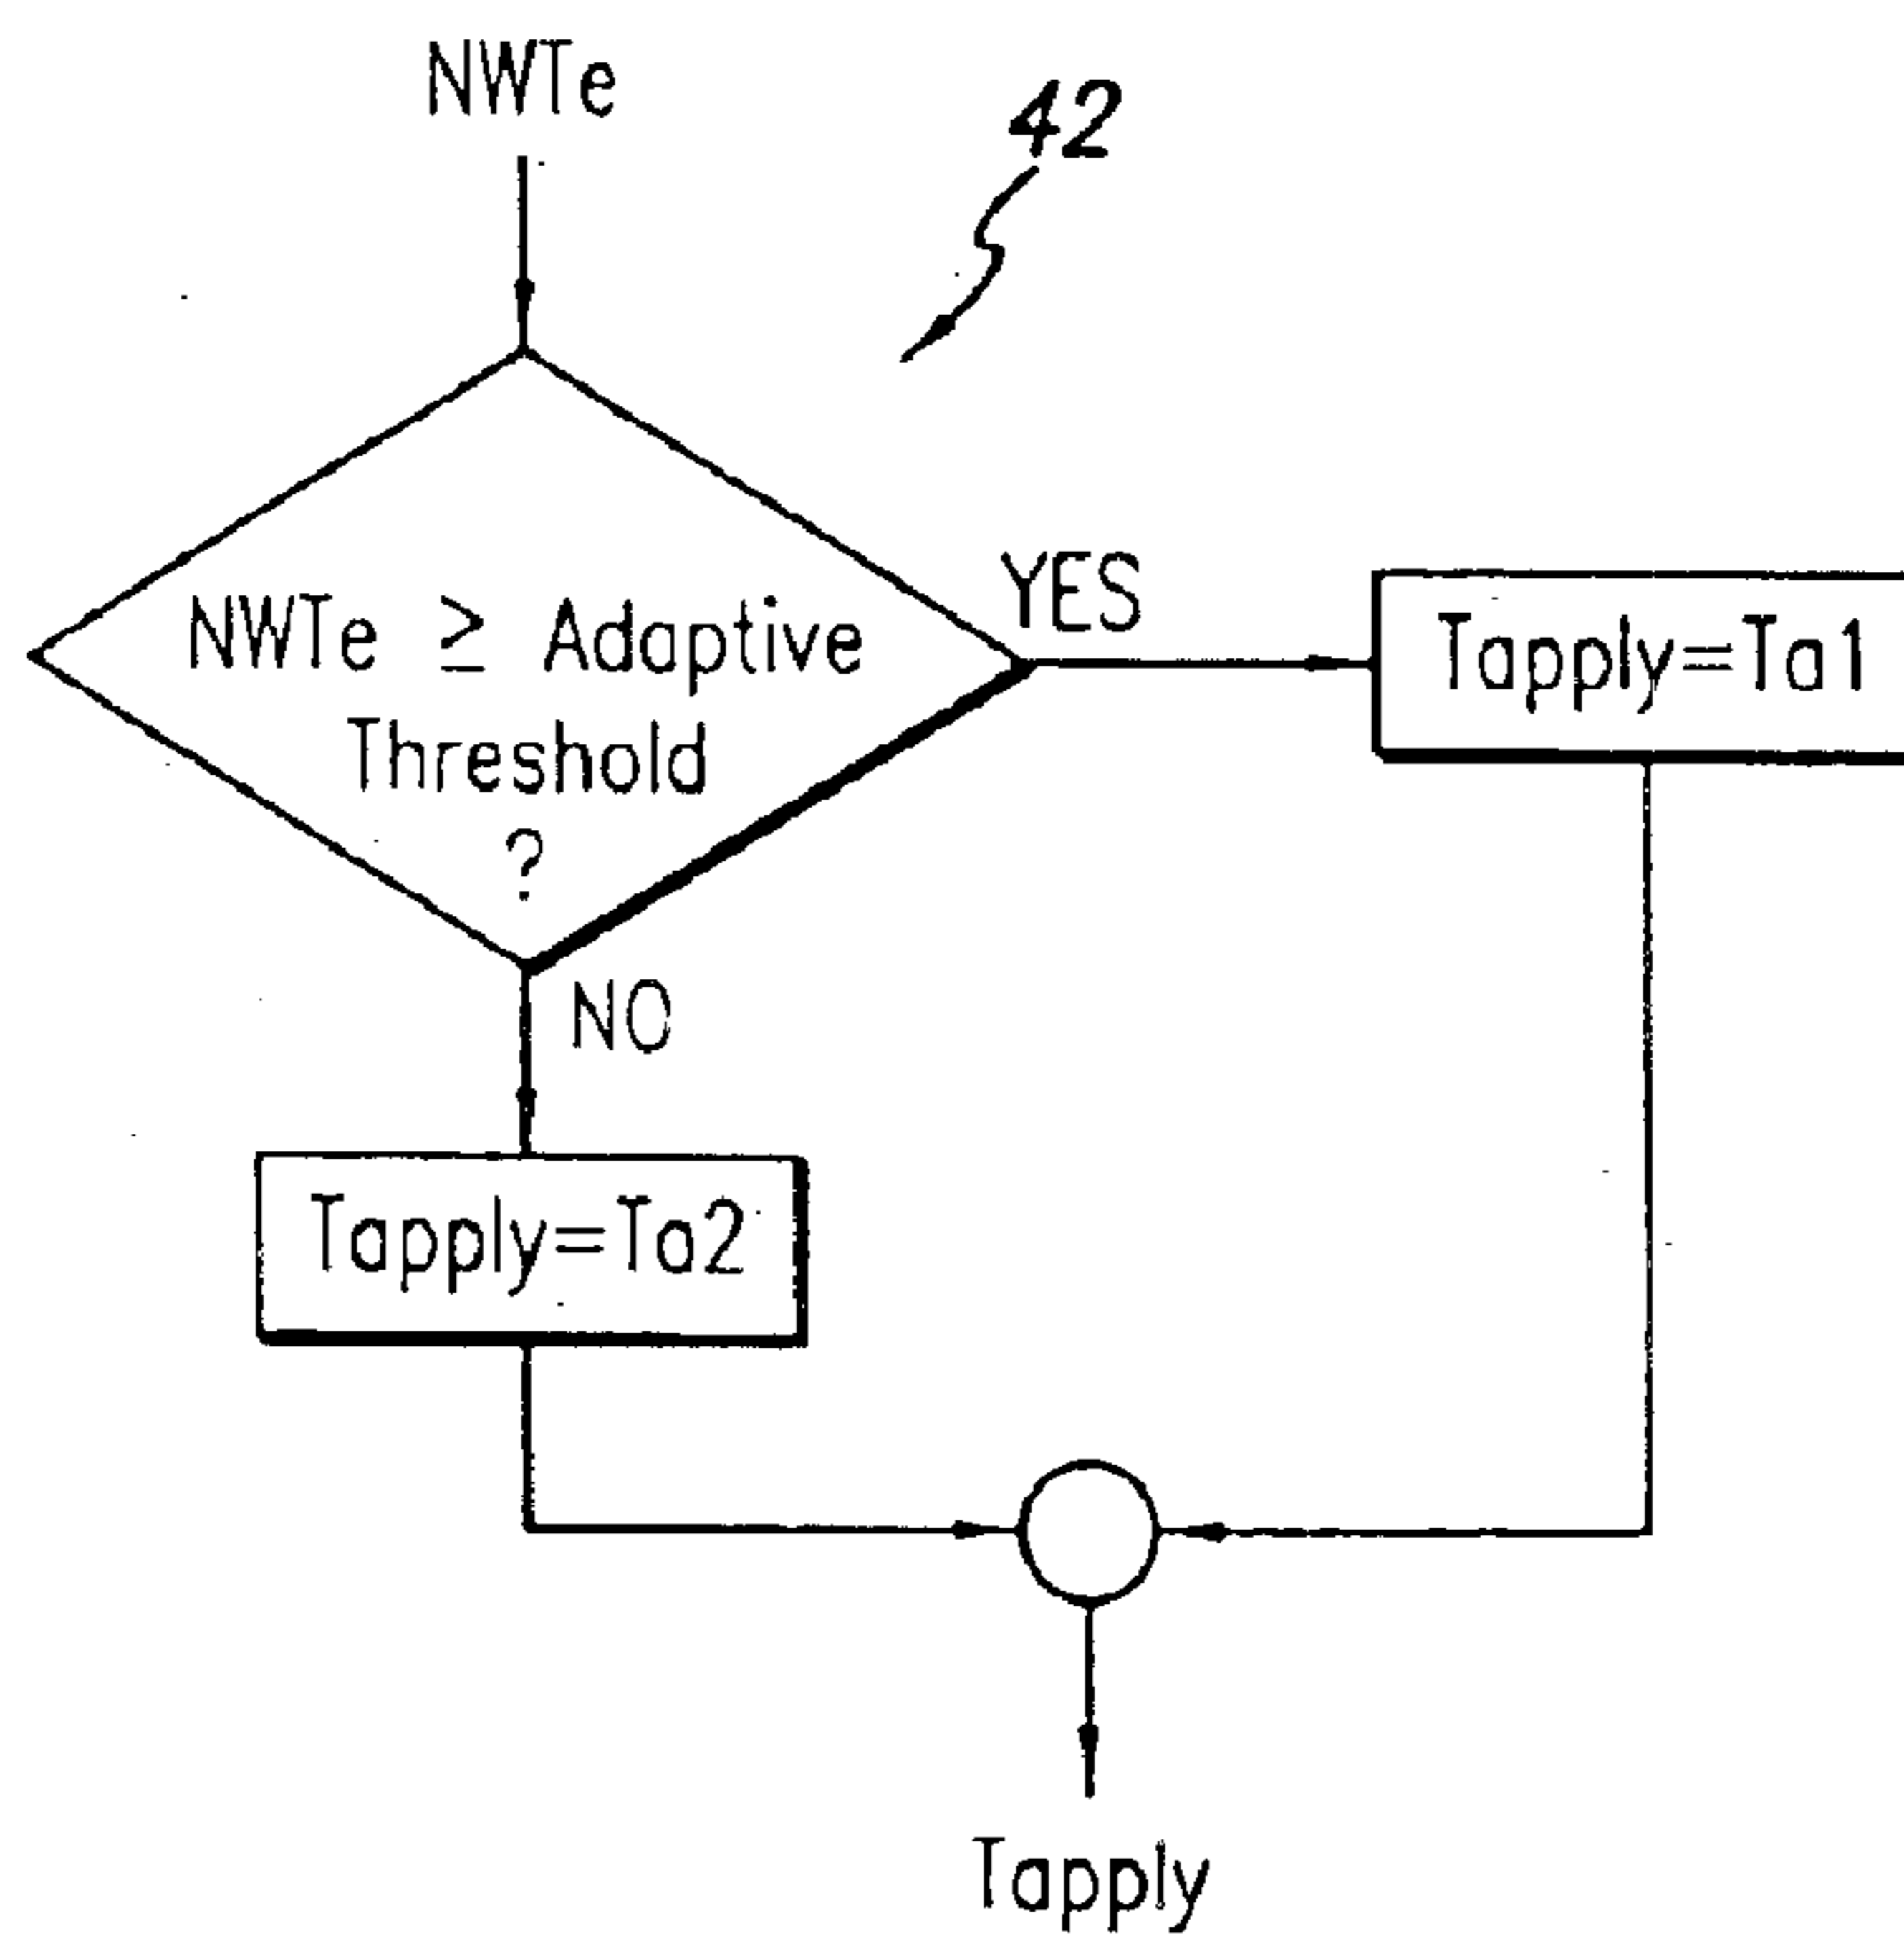 NWTe
42
NWTe ≥ Adaptive
Threshold
?
YES
Tapply=Ta1
NO
Tapply=Ta2
Tapply